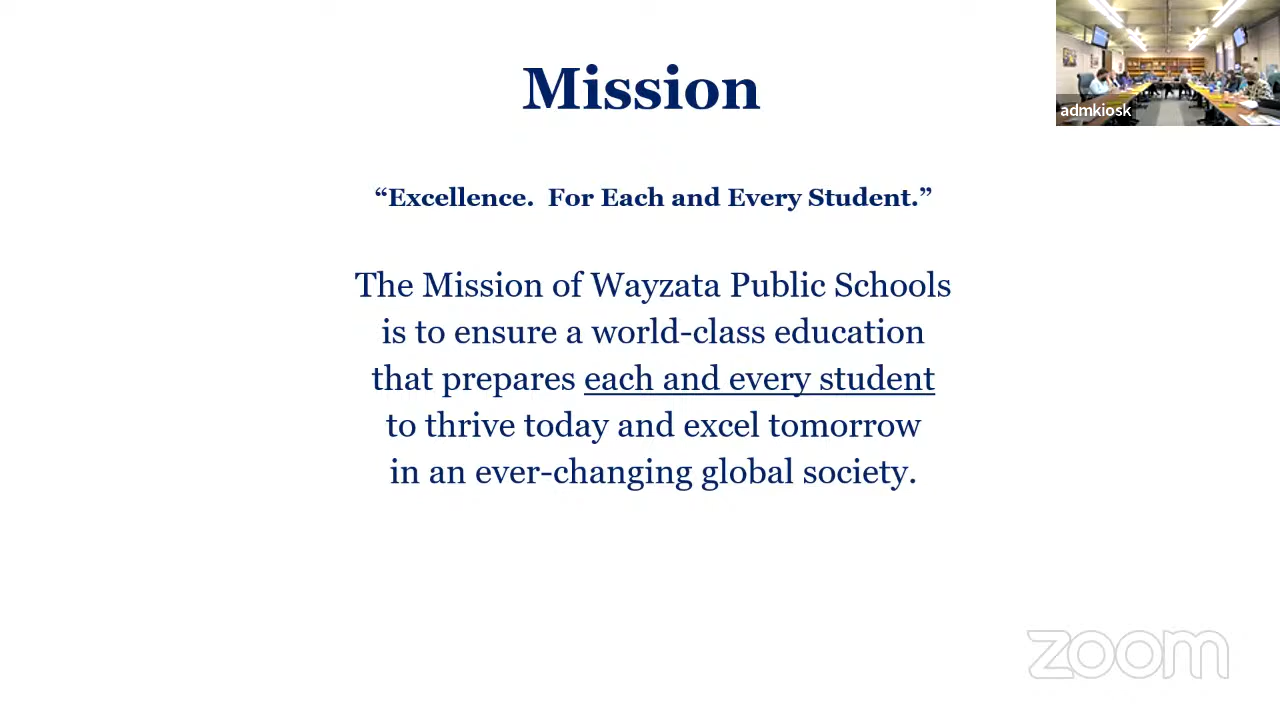 Mission
“Excellence.  For Each and Every Student.”
The Mission of Wayzata Public Schools
is to ensure a world-class education
that prepares each and every student
to thrive today and excel tomorrow
in an ever-changing global society.
admkiosk
zoom